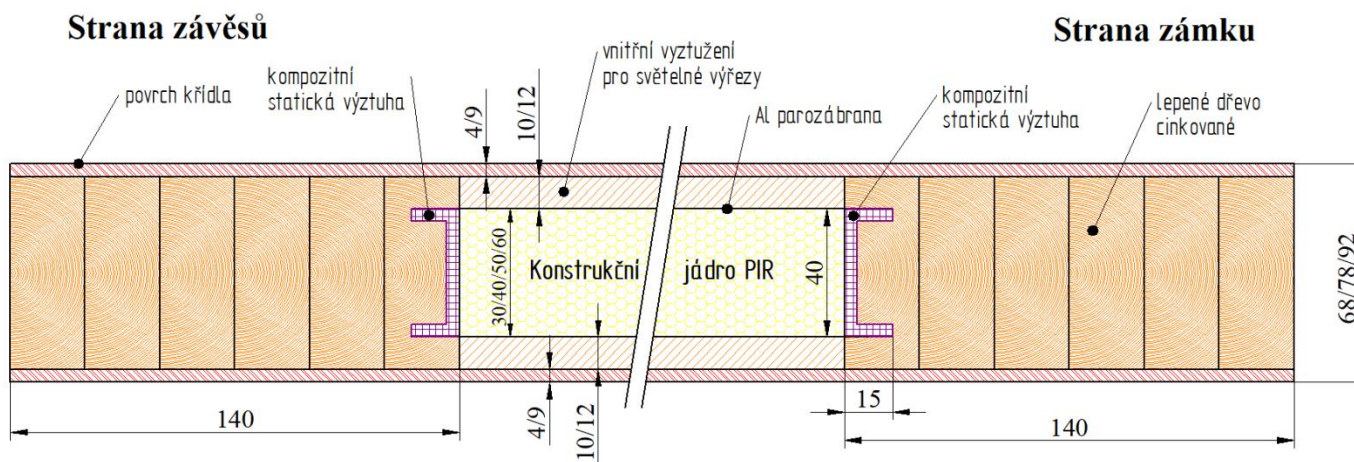 Strana závěsů
Strana zámku
povrch křídla
kompozitní
statická výztuha
vnitřní vyztužení
pro světelné výřezy
Al parozábrana
kompozitní
statická výztuha
lepené dřevo
cinkované
4/9
10/12
30/40/50/60
Konstrukční jádro PIR
40
68/78/92
140
4/9
10/12
15
140